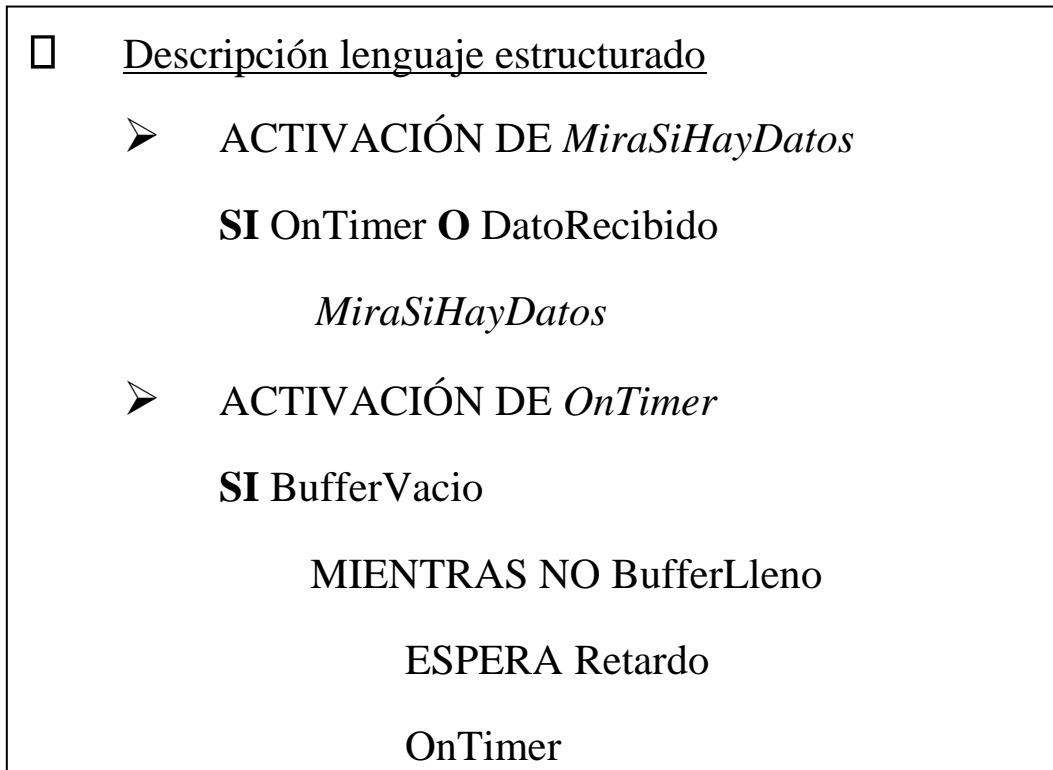 Descripción lenguaje estructurado
➢ ACTIVACIÓN DE MiraSiHayDatos
SI OnTimer O DatoRecibido
MiraSiHayDatos
➢ ACTIVACIÓN DE OnTimer
SI BufferVacio
MIENTRAS NO BufferLleno
ESPERA Retardo
OnTimer